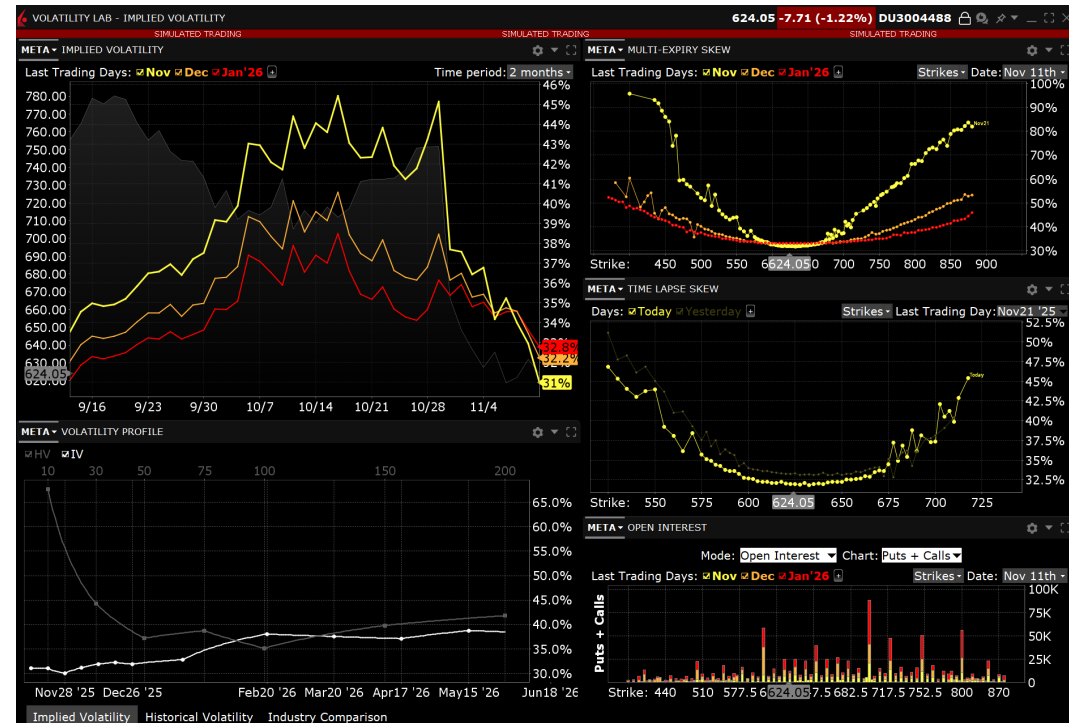 VOLATILITY LAB - IMPLIED VOLATILITY
624.05 -7.71 (-1.22%) DU3004488
SIMULATED TRADING SIMULATED TRADING SIMULATED TRADING
META IMPLIED VOLATILITY
Last Trading Days: Nov Dec Jan'26 +
Time period: 2 months
780.00
770.00
760.00
750.00
740.00
730.00
720.00
710.00
700.00
690.00
680.00
670.00
660.00
650.00
640.00
630.00
624.05
46%
45%
44%
43%
42%
41%
40%
39%
38%
37%
36%
35%
34%
32.8%
32.2%
31%
9/16 9/23 9/30 10/7 10/14 10/21 10/28 11/4
META VOLATILITY PROFILE
HV IV
10 30 50 75 100 150 200
65.0%
60.0%
55.0%
50.0%
45.0%
40.0%
35.0%
30.0%
Nov28 '25 Dec26 '25 Feb20 '26 Mar20 '26 Apr17 '26 May15 '26 Jun18 '26
Implied Volatility Historical Volatility Industry Comparison
META MULTI-EXPIRY SKEW
Last Trading Days: Nov Dec Jan'26 +
Strikes Date: Nov 11th
100%
90%
80%
70%
60%
50%
40%
30%
Nov21
Strike: 450 500 550 624.05 700 750 800 850 900
META TIME LAPSE SKEW
Days: Today Yesterday +
Strikes Last Trading Day: Nov21 '25
52.5%
50%
47.5%
45%
42.5%
40%
37.5%
35%
32.5%
Today
Strike: 550 575 600 624.05 650 675 700 725
META OPEN INTEREST
Mode: Open Interest Chart: Puts + Calls
Last Trading Days: Nov Dec Jan'26 +
Strikes Date: Nov 11th
Puts + Calls
100K
75K
50K
25K
0
Strike: 440 510 577.5 624.05 682.5 717.5 752.5 800 870